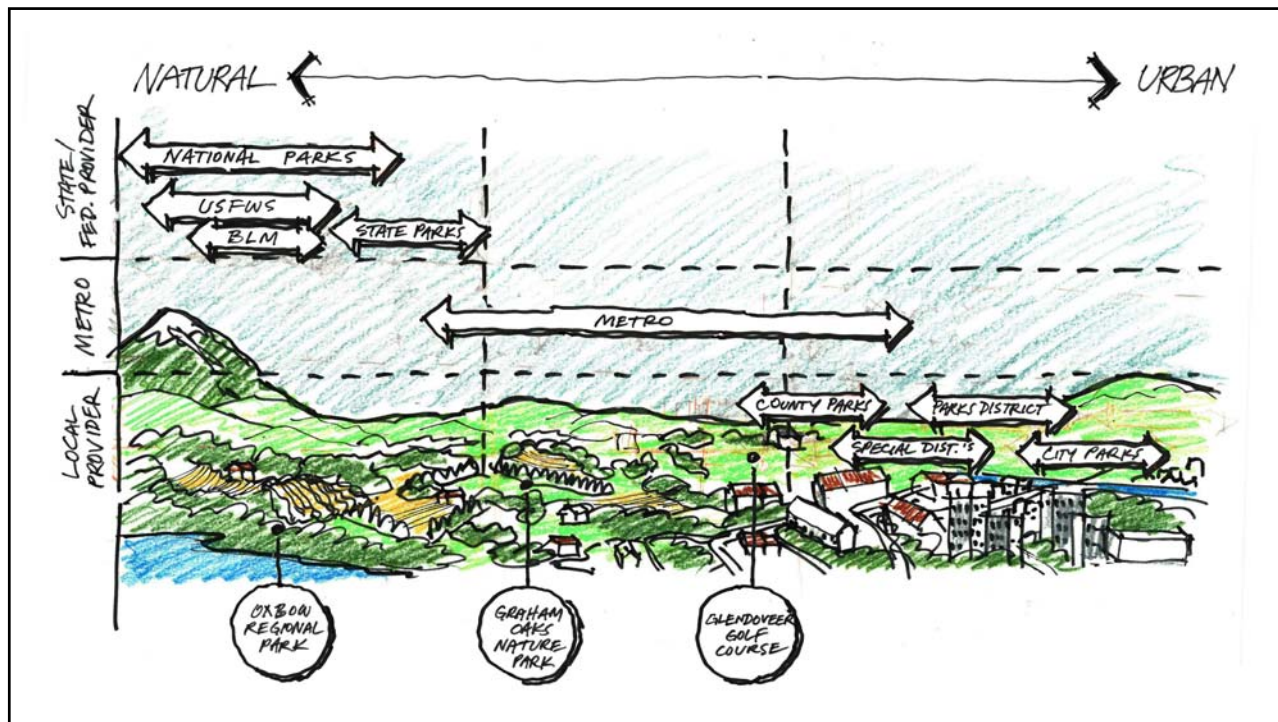 NATURAL
URBAN
STATE/
FED. PROVIDER
NATIONAL PARKS
USFWS
BLM
STATE PARKS
METRO
METRO
LOCAL
PROVIDER
COUNTY PARKS
PARKS DISTRICT
SPECIAL DIST.'S
CITY PARKS
OXBOW
REGIONAL
PARK
GRAHAM
OAKS
NATURE
PARK
GLENDOVEER
GOLF
COURSE